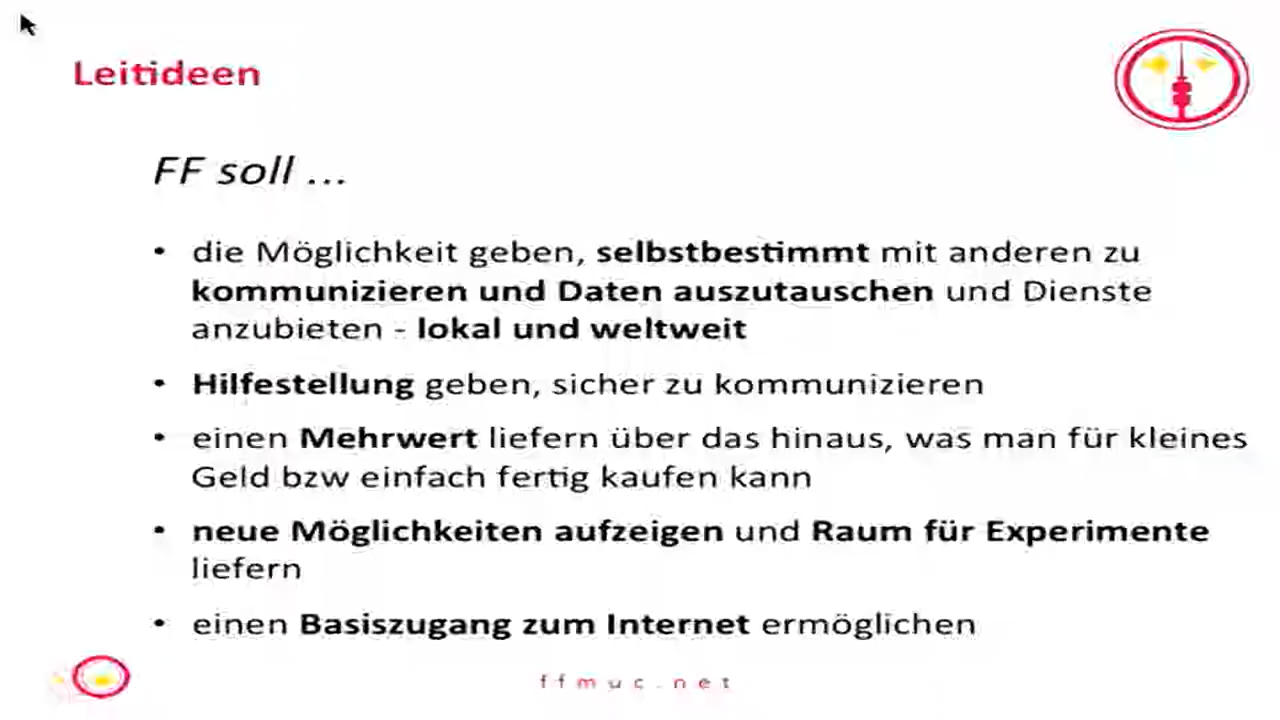 Leitideen
FF soll ...
• die Möglichkeit geben, selbstbestimmt mit anderen zu
kommunizieren und Daten auszutauschen und Dienste
anzubieten - lokal und weltweit
• Hilfestellung geben, sicher zu kommunizieren
• einen Mehrwert liefern über das hinaus, was man für kleines
Geld bzw einfach fertig kaufen kann
• neue Möglichkeiten aufzeigen und Raum für Experimente
liefern
• einen Basiszugang zum Internet ermöglichen
ffmuc.net